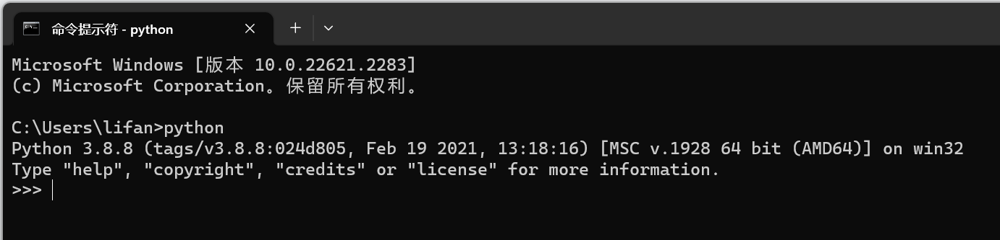 命令提示符 - python
Microsoft Windows [版本 10.0.22621.2283]
(c) Microsoft Corporation。保留所有权利。
C:\Users\lifan>python
Python 3.8.8 (tags/v3.8.8:024d805, Feb 19 2021, 13:18:16) [MSC v.1928 64 bit (AMD64)] on win32
Type "help", "copyright", "credits" or "license" for more information.
>>>